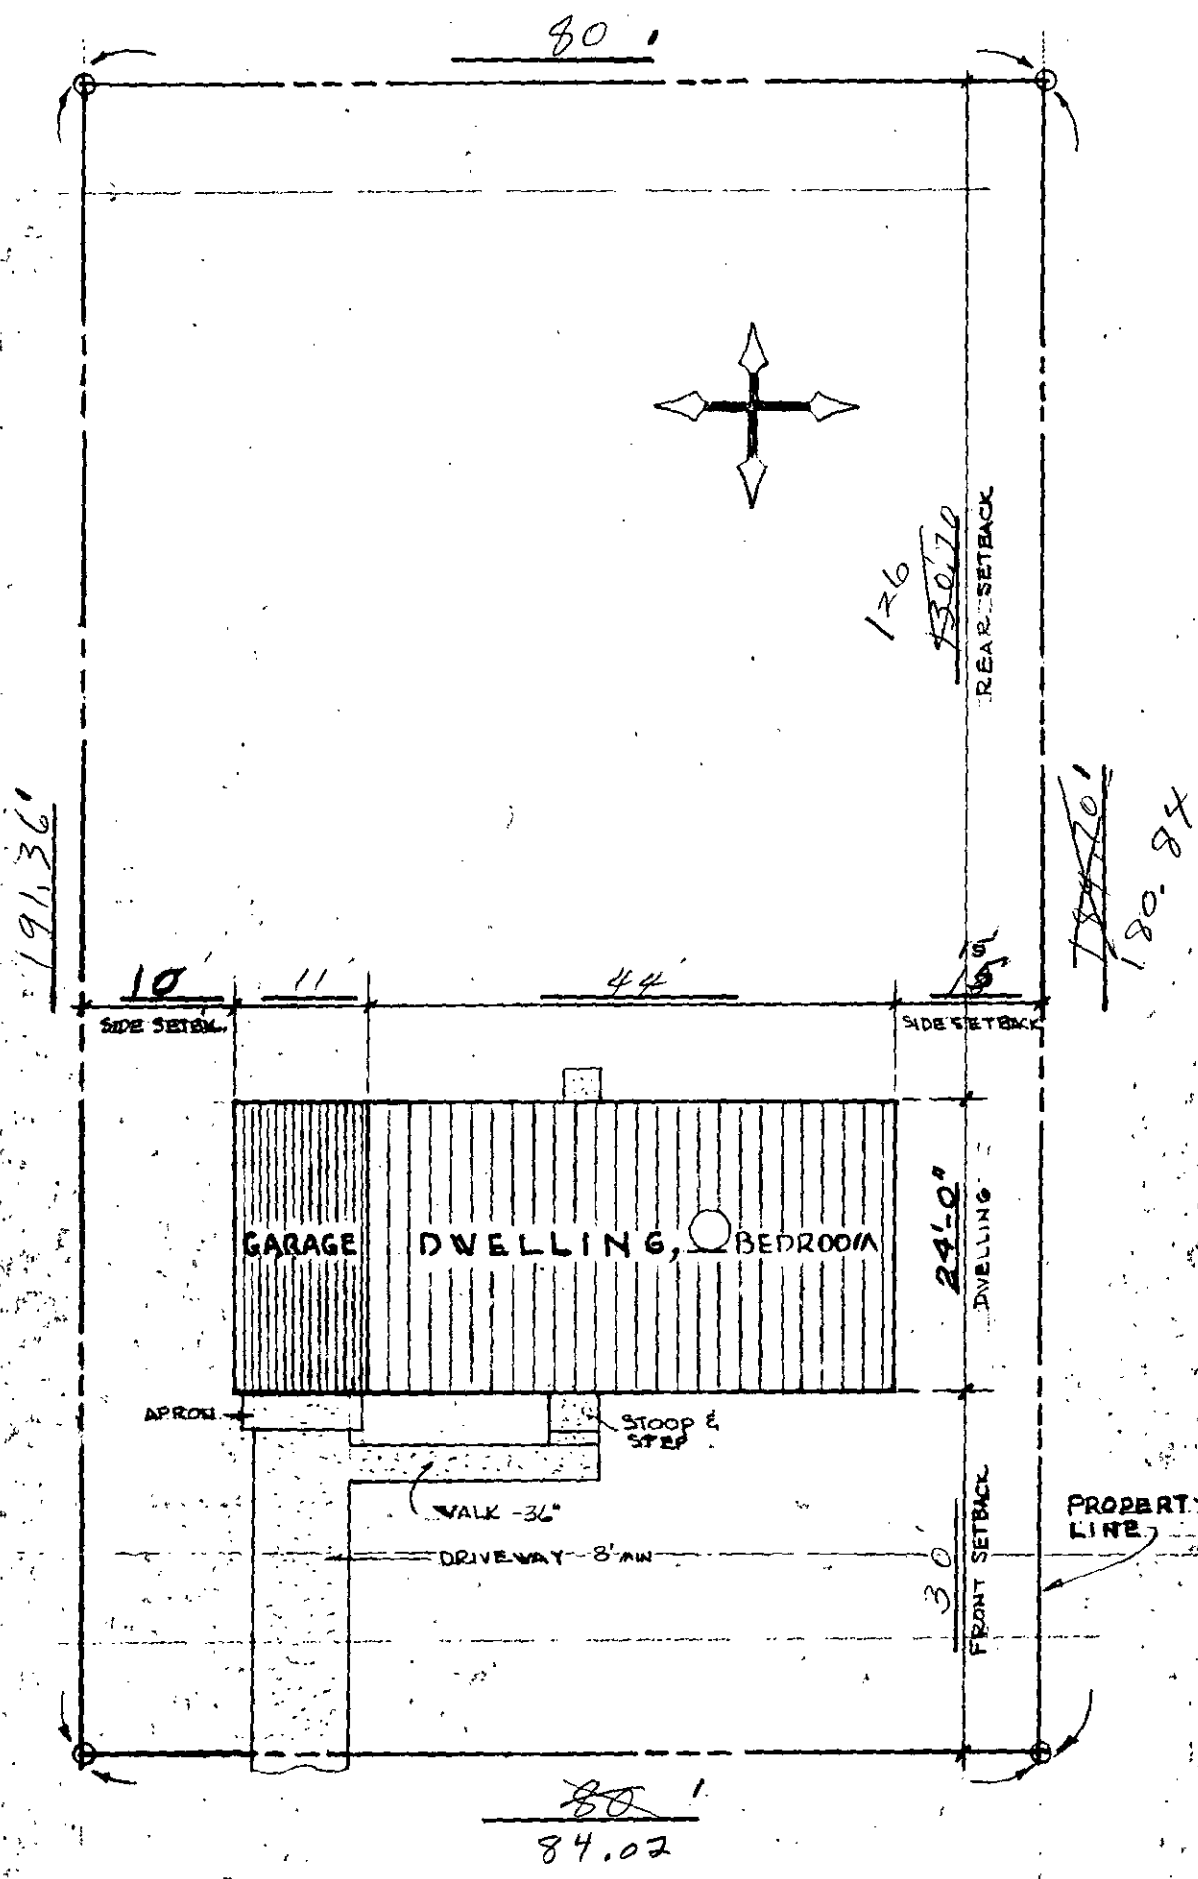 80 '
126
REAR SETBACK
191.36'
180.84
10'
11'
44'
15
SIDE SETBK.
SIDE SETBACK
GARAGE
DWELLING, BEDROOM
24'-0"
DWELLING
APRON
STOOP &
STEP
WALK -36"
DRIVEWAY - 8' MIN
30
FRONT SETBACK
PROPERTY
LINE
80 '
84.02